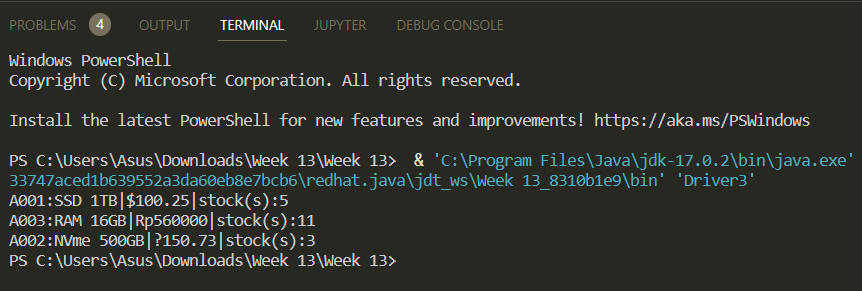 PROBLEMS 4 OUTPUT TERMINAL JUPYTER DEBUG CONSOLE
Windows PowerShell
Copyright (C) Microsoft Corporation. All rights reserved.
Install the latest PowerShell for new features and improvements! https://aka.ms/PSWindows
PS C:\Users\Asus\Downloads\Week 13\Week 13>  & 'C:\Program Files\Java\jdk-17.0.2\bin\java.exe'
33747aced1b639552a3da60eb8e7bcb6\redhat.java\jdt_ws\Week 13_8310b1e9\bin' 'Driver3'
A001:SSD 1TB|$100.25|stock(s):5
A003:RAM 16GB|Rp560000|stock(s):11
A002:NVme 500GB|?150.73|stock(s):3
PS C:\Users\Asus\Downloads\Week 13\Week 13>